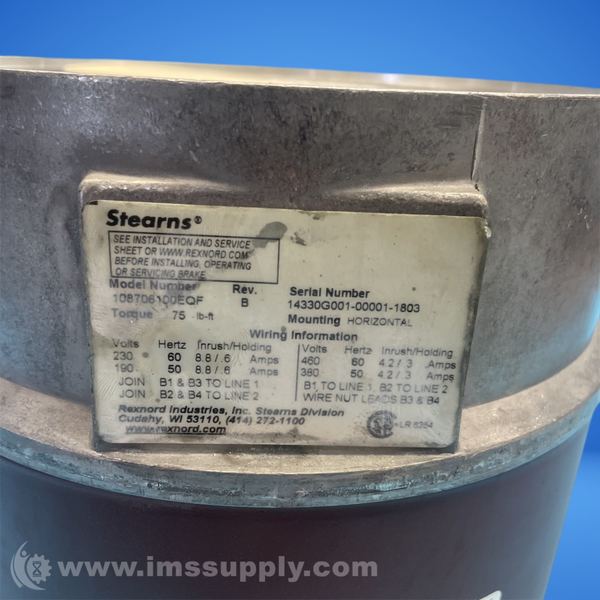 Stearns®
SEE INSTALLATION AND SERVICE
SHEET OR WWW.REXNORD.COM
BEFORE INSTALLING, OPERATING
OR SERVICING BRAKE.
Model Number Rev. Serial Number
108706100EQF B 14330G001-00001-1803
Torque 75 lb-ft Mounting HORIZONTAL
Wiring Information
Volts Hertz Inrush/Holding Volts Hertz Inrush/Holding
230 60 8.8/.6 Amps 460 60 4.2/.3 Amps
190 50 8.8/.6 Amps 380 50 4.2/.3 Amps
JOIN B1 & B3 TO LINE 1 B1 TO LINE 1, B2 TO LINE 2
JOIN B2 & B4 TO LINE 2 WIRE NUT LEADS B3 & B4
Rexnord Industries, Inc. Stearns Division
Cudahy, WI 53110, (414) 272-1100
www.rexnord.com LR 6254
www.imssupply.com